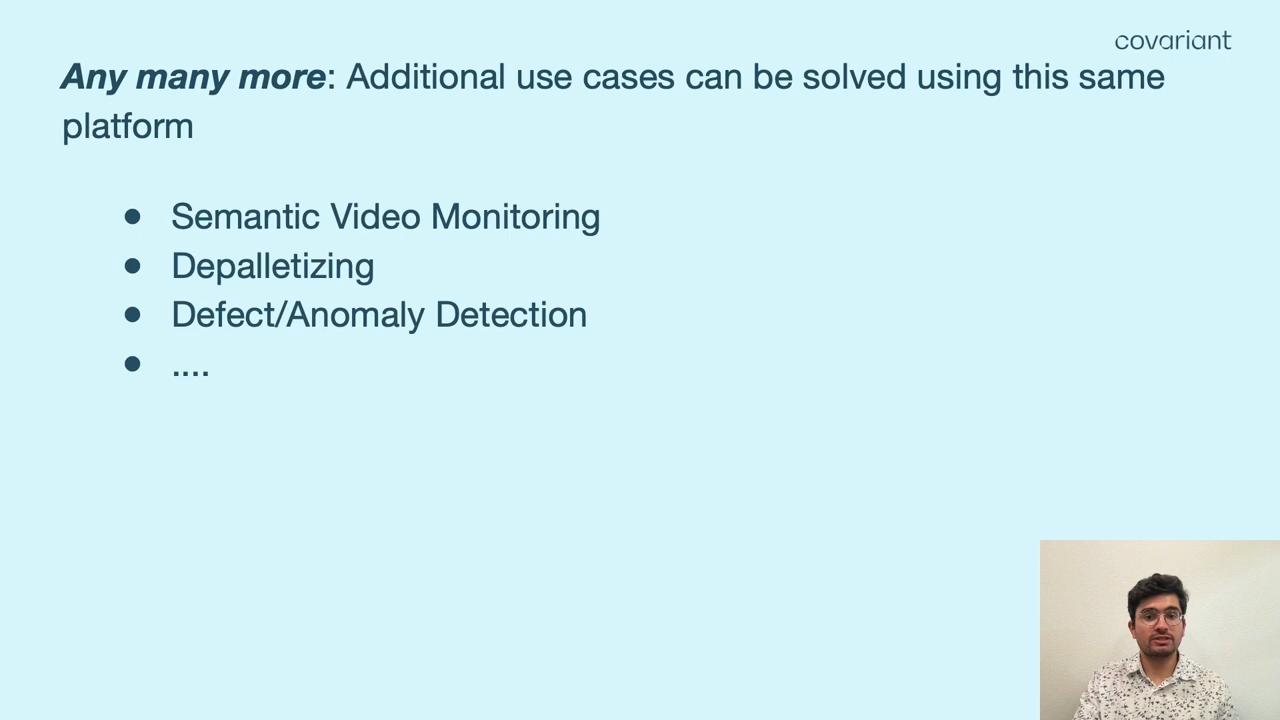 covariant
Any many more: Additional use cases can be solved using this same
platform
● Semantic Video Monitoring
● Depalletizing
● Defect/Anomaly Detection
● ....